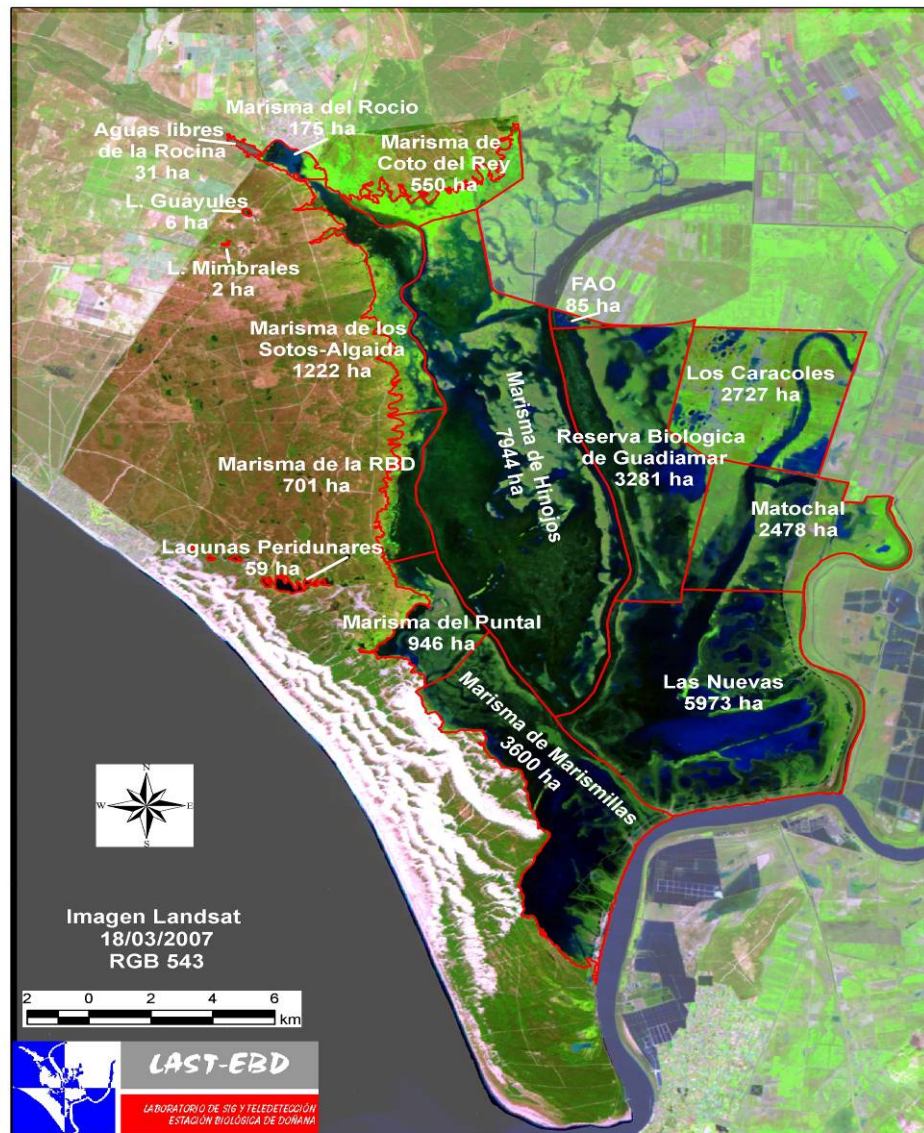 Marisma del Rocio
175 ha
Aguas libres
de la Rocina
31 ha
Marisma de
Coto del Rey
550 ha
L. Guáyules
6 ha
L. Mimbrales
2 ha
FAO
85 ha
Marisma de los
Sotos-Algaida
1222 ha
Marisma de Hinojos
7944 ha
Los Caracoles
2727 ha
Reserva Biologica
de Guadiamar
3281 ha
Marisma de la RBD
701 ha
Matochal
2478 ha
Lagunas Peridunares
59 ha
Marisma del Puntal
946 ha
Las Nuevas
5973 ha
Marisma de Marismillas
3600 ha
N
W E
S
Imagen Landsat
18/03/2007
RGB 543
2 0 2 4 6
km
LAST-EBD
LABORATORIO DE SIG Y TELEDETECCIÓN
ESTACIÓN BIOLÓGICA DE DOÑANA